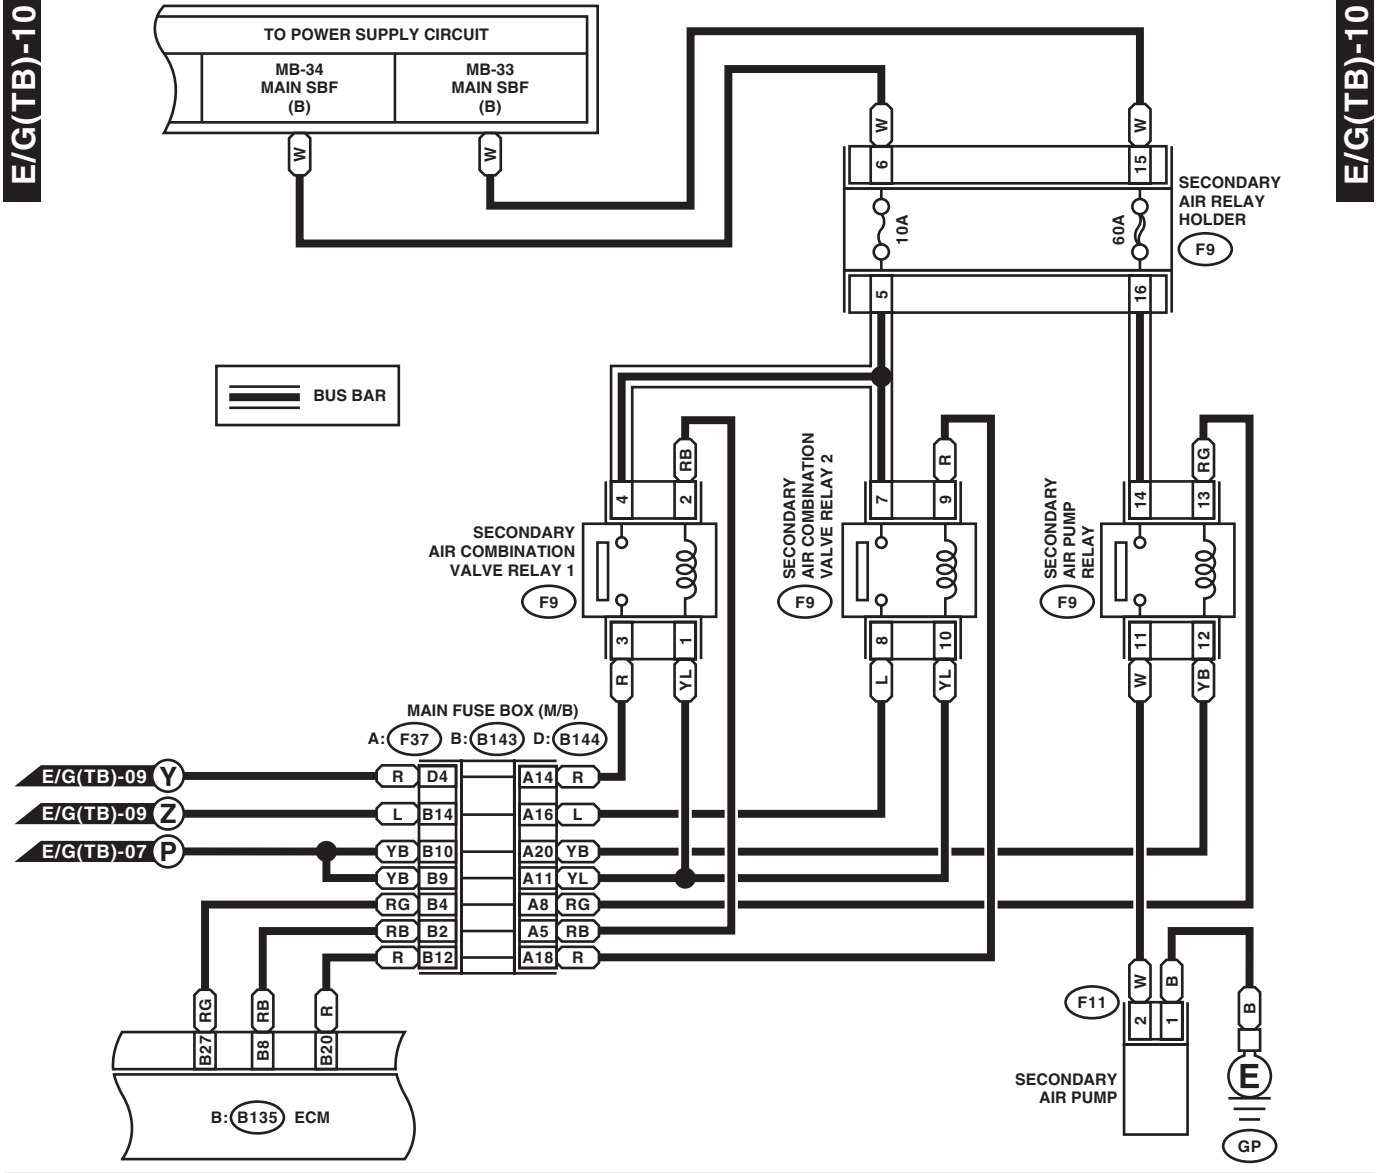 E/G(TB)-10
E/G(TB)-10
TO POWER SUPPLY CIRCUIT
MB-34
MAIN SBF
(B)
MB-33
MAIN SBF
(B)
W
W
W
W
6
15
10A
60A
5
16
SECONDARY
AIR RELAY
HOLDER
F9
BUS BAR
RB
R
RG
4
2
7
9
14
13
SECONDARY
AIR COMBINATION
VALVE RELAY 1
F9
SECONDARY
AIR COMBINATION
VALVE RELAY 2
F9
SECONDARY
AIR PUMP
RELAY
F9
3
1
8
10
11
12
R
YL
L
YL
W
YB
MAIN FUSE BOX (M/B)
A: F37 B: B143 D: B144
E/G(TB)-09 Y R D4 A14 R
E/G(TB)-09 Z L B14 A16 L
E/G(TB)-07 P YB B10 A20 YB
YB B9 A11 YL
RG B4 A8 RG
RB B2 A5 RB
R B12 A18 R
RG
RB
R
B27
B8
B20
B: B135 ECM
F11
W
B
2
1
SECONDARY
AIR PUMP
B
E
GP